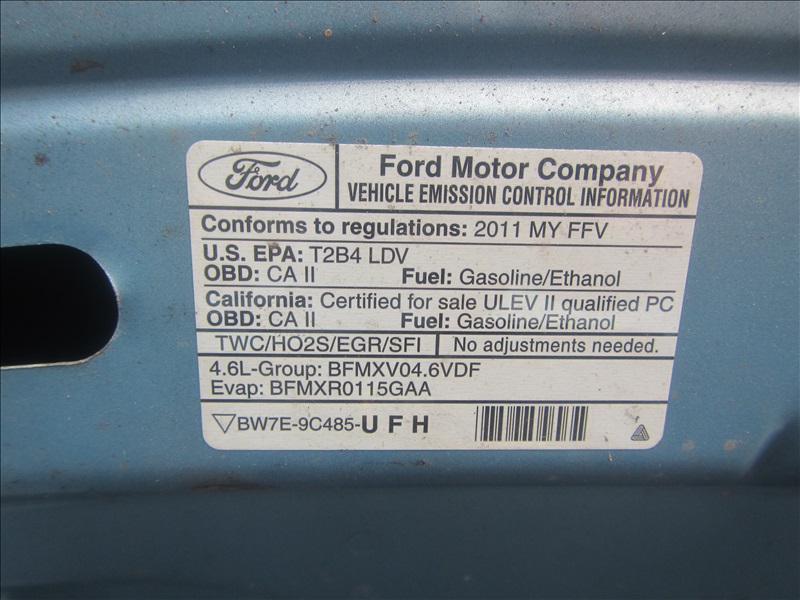 Ford
Ford Motor Company
VEHICLE EMISSION CONTROL INFORMATION
Conforms to regulations: 2011 MY FFV
U.S. EPA: T2B4 LDV
OBD: CA II Fuel: Gasoline/Ethanol
California: Certified for sale ULEV II qualified PC
OBD: CA II Fuel: Gasoline/Ethanol
TWC/HO2S/EGR/SFI No adjustments needed.
4.6L-Group: BFMXV04.6VDF
Evap: BFMXR0115GAA
BW7E-9C485-U F H